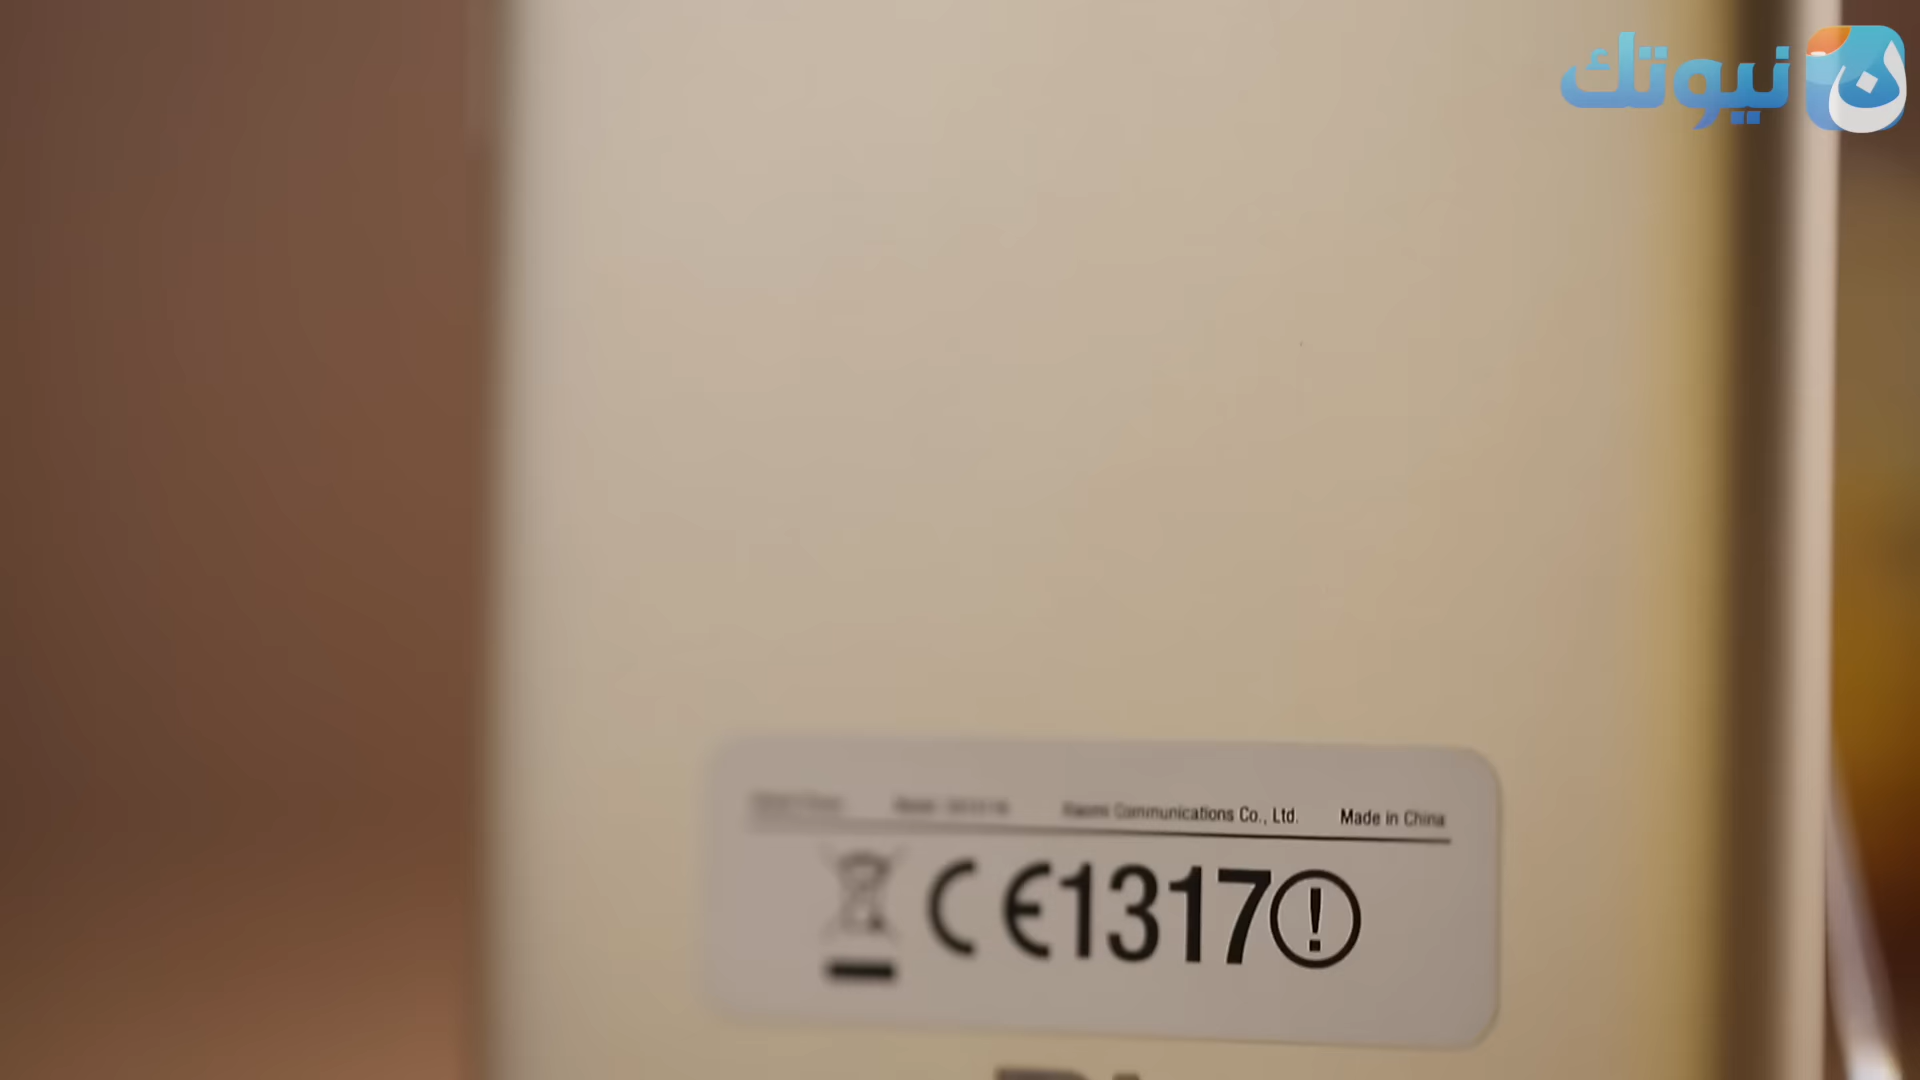 نيوتك
Xiaomi Communications Co., Ltd. Made in China
CE1317